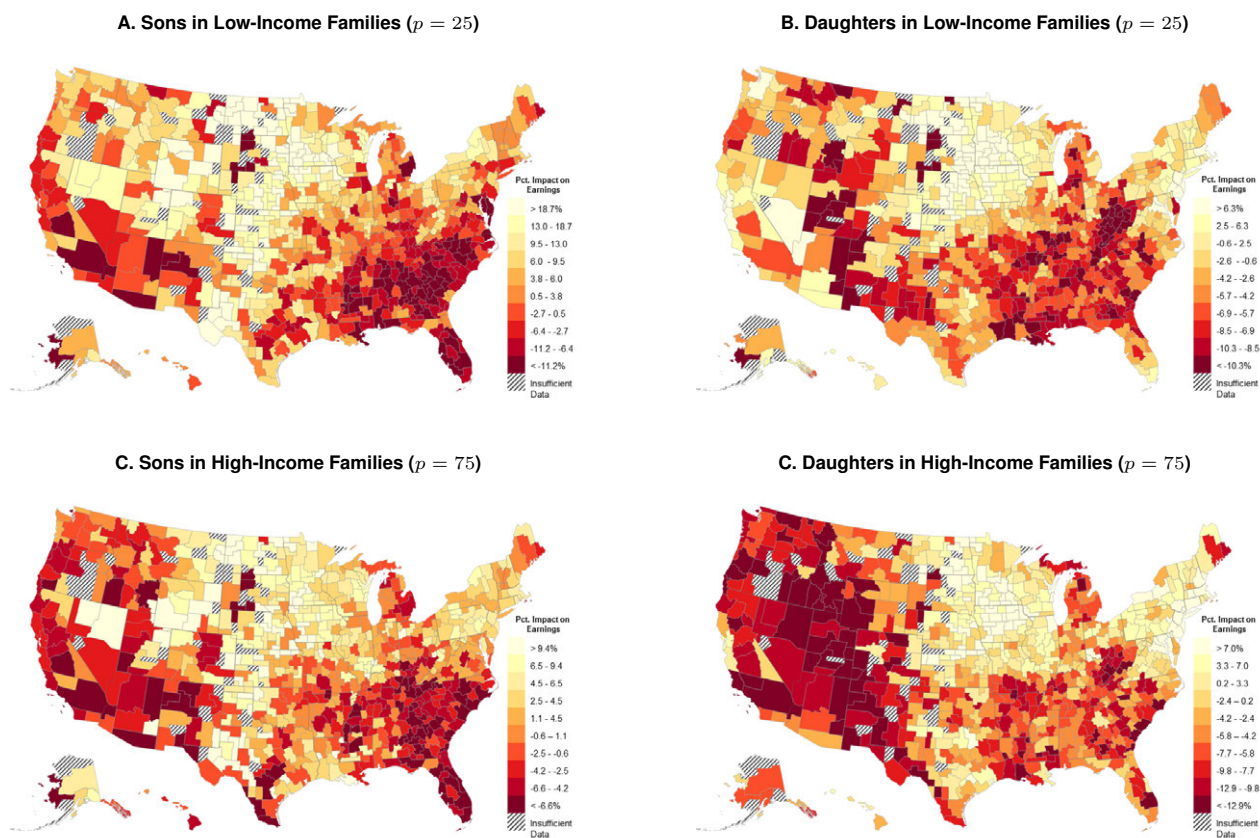 A. Sons in Low-Income Families (p = 25)
Pct. Impact on
Earnings
> 18.7%
13.0 - 18.7
9.5 - 13.0
6.0 - 9.5
3.8 - 6.0
0.5 - 3.8
-2.7 - 0.5
-6.4 - -2.7
-11.2 - -6.4
< -11.2%
Insufficient
Data
B. Daughters in Low-Income Families (p = 25)
Pct. Impact on
Earnings
> 6.3%
2.5 - 6.3
-0.6 - 2.5
-2.6 - -0.6
-4.2 - -2.6
-5.7 - -4.2
-6.9 - -5.7
-8.5 - -6.9
-10.3 - -8.5
< -10.3%
Insufficient
Data
C. Sons in High-Income Families (p = 75)
Pct. Impact on
Earnings
> 9.4%
6.5 - 9.4
4.5 - 6.5
2.5 - 4.5
1.1 - 4.5
-0.6 – 1.1
-2.5 - -0.6
-4.2 - -2.5
-6.6 - -4.2
< -6.6%
Insufficient
Data
C. Daughters in High-Income Families (p = 75)
Pct. Impact on
Earnings
> 7.0%
3.3 - 7.0
0.2 - 3.3
-2.4 – 0.2
-4.2 - -2.4
-5.8 - -4.2
-7.7 - -5.8
-9.8 - -7.7
-12.9 - -9.8
< -12.9%
Insufficient
Data